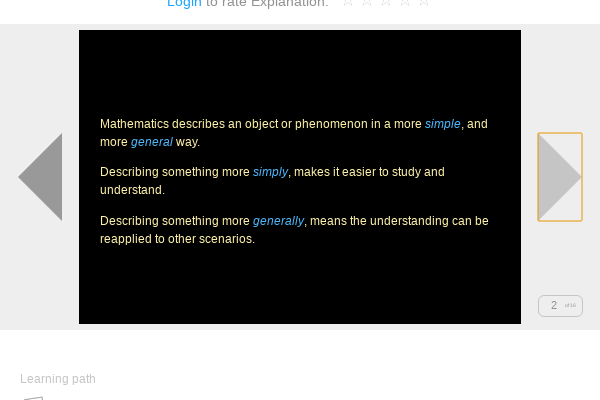 Login to rate Explanation:
Mathematics describes an object or phenomenon in a more simple, and
more general way.
Describing something more simply, makes it easier to study and
understand.
Describing something more generally, means the understanding can be
reapplied to other scenarios.
2 of 16
Learning path